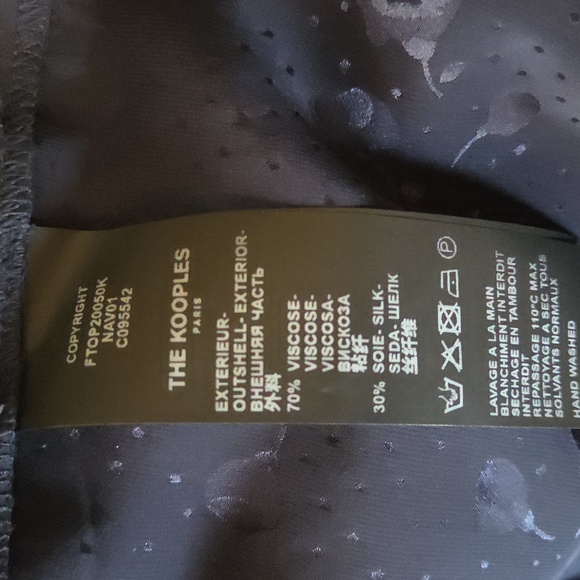 COPYRIGHT
FTOP20050K
NAV01
C095542
THE KOOPLES
PARIS
EXTERIEUR-
OUTSHELL- EXTERIOR-
ВНЕШНЯЯ ЧАСТЬ
外料
70% VISCOSE-
VISCOSE-
VISCOSA-
ВИСКОЗА
粘纤
30% SOIE- SILK-
SEDA- ШЕЛК
丝纤维
P
LAVAGE A LA MAIN
BLANCHIMENT INTERDIT
SECHAGE EN TAMBOUR
INTERDIT
REPASSAGE 110°C MAX
NETTOYAGE A SEC TOUS
SOLVANTS NORMAUX
HAND WASHED